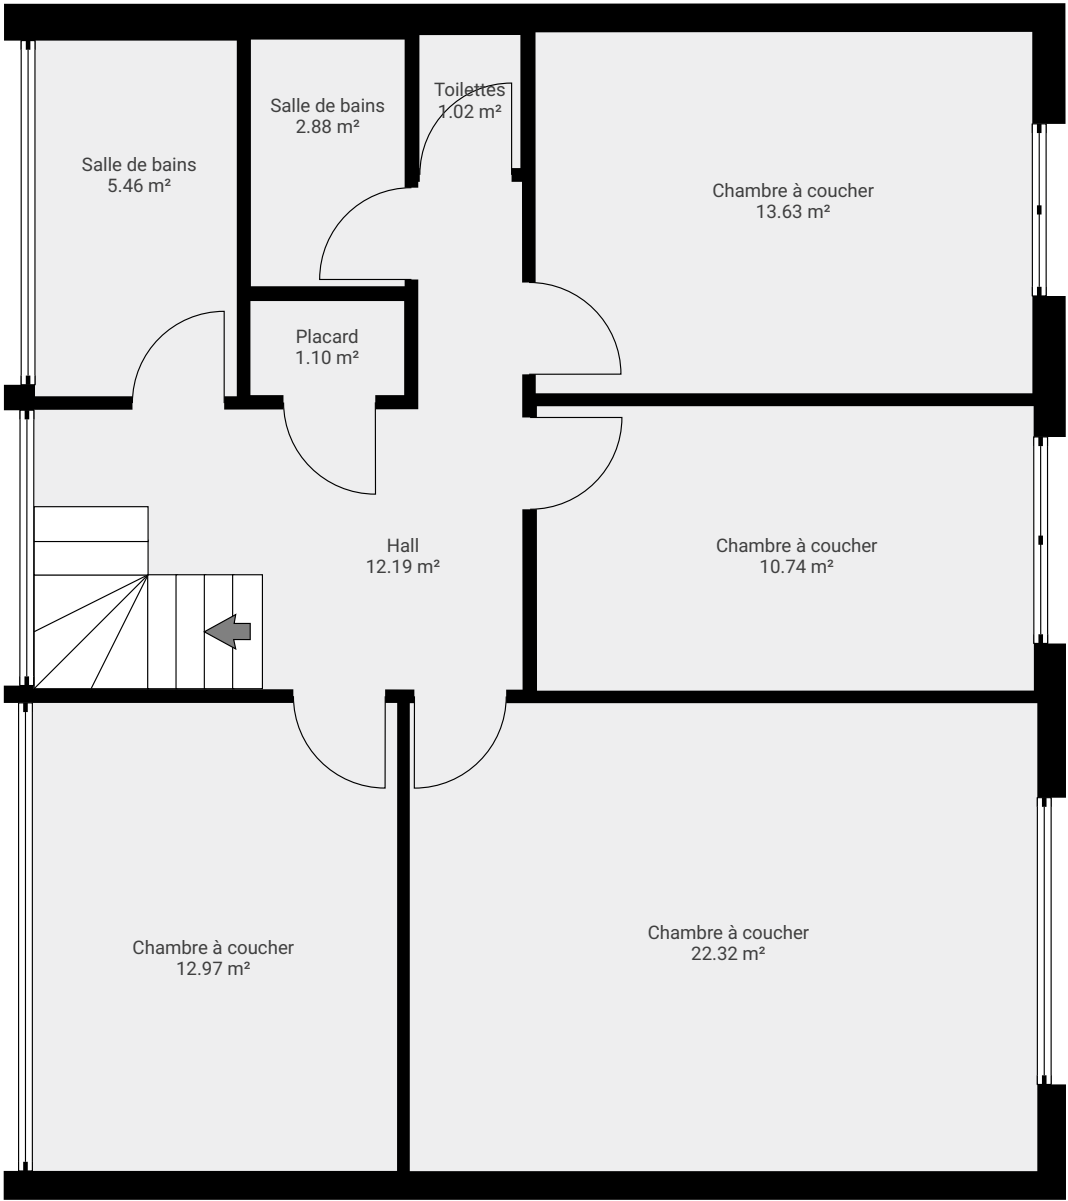 Toilettes
1.02 m²
Salle de bains
2.88 m²
Salle de bains
5.46 m²
Chambre à coucher
13.63 m²
Placard
1.10 m²
Hall
12.19 m²
Chambre à coucher
10.74 m²
Chambre à coucher
12.97 m²
Chambre à coucher
22.32 m²